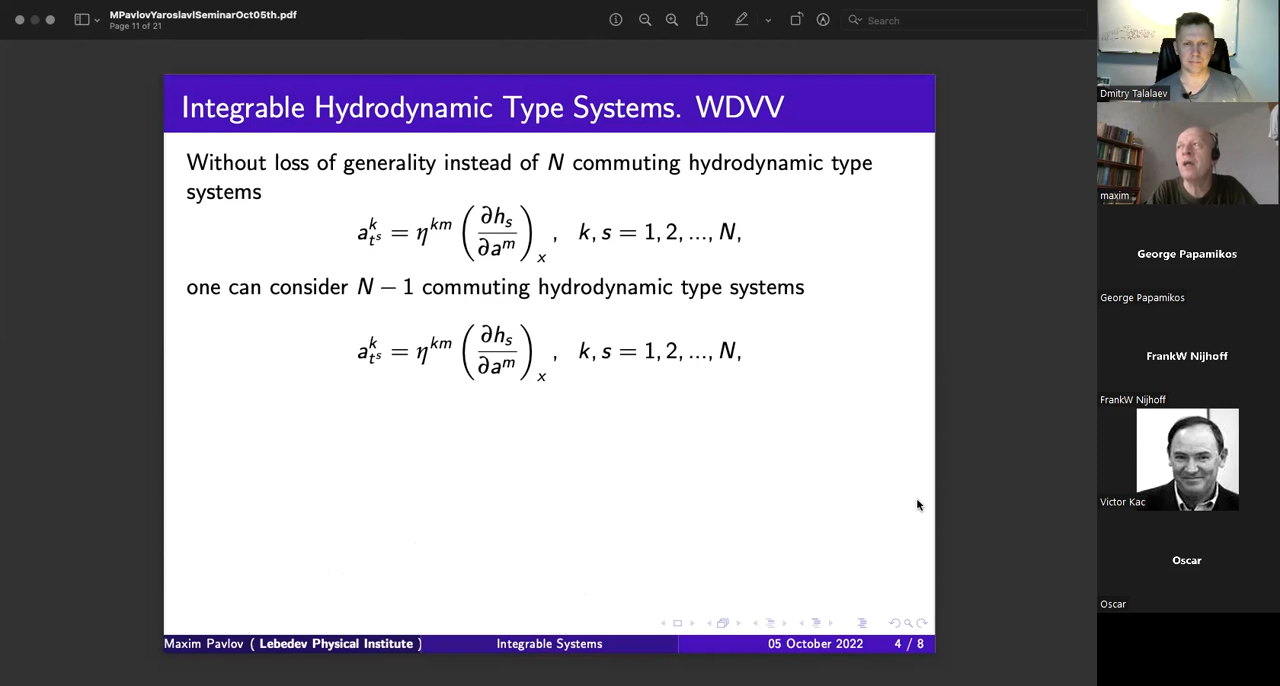 MPavlovYaroslavlSeminarOct05th.pdf
Page 11 of 21
Search
Integrable Hydrodynamic Type Systems. WDVV
Without loss of generality instead of N commuting hydrodynamic type
systems
a^k_{t^s} = η^{km} (∂h_s/∂a^m)_x , k, s = 1, 2, ..., N,
one can consider N − 1 commuting hydrodynamic type systems
a^k_{t^s} = η^{km} (∂h_s/∂a^m)_x , k, s = 1, 2, ..., N,
Maxim Pavlov ( Lebedev Physical Institute )
Integrable Systems
05 October 2022
4 / 8
Dmitry Talalaev
maxim
George Papamikos
George Papamikos
FrankW Nijhoff
FrankW Nijhoff
Victor Kac
Oscar
Oscar